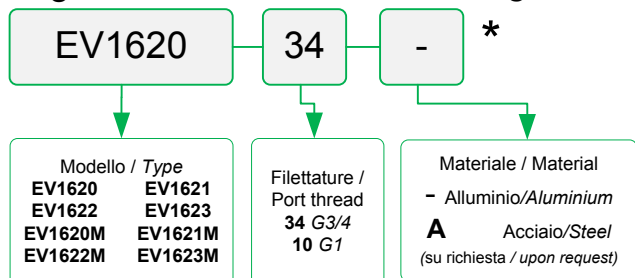 EV1620 34 - *
Modello / Type
EV1620 EV1621
EV1622 EV1623
EV1620M EV1621M
EV1622M EV1623M
Filettature /
Port thread
34 G3/4
10 G1
Materiale / Material
- Alluminio/Aluminium
A Acciaio/Steel
(su richiesta / upon request)